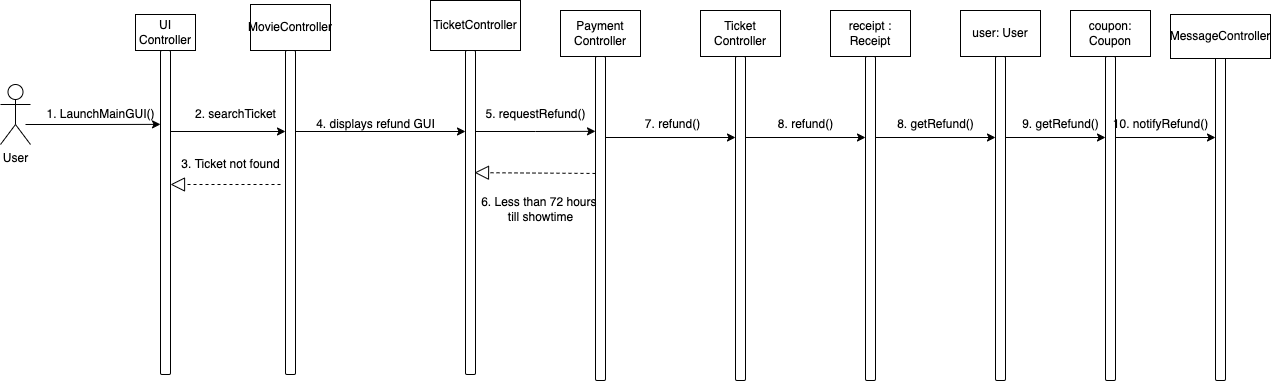 UI
Controller
MovieController
TicketController
Payment
Controller
Ticket
Controller
receipt :
Receipt
user: User
coupon:
Coupon
MessageController
User
1. LaunchMainGUI()
2. searchTicket
3. Ticket not found
4. displays refund GUI
5. requestRefund()
6. Less than 72 hours
till showtime
7. refund()
8. refund()
8. getRefund()
9. getRefund()
10. notifyRefund()